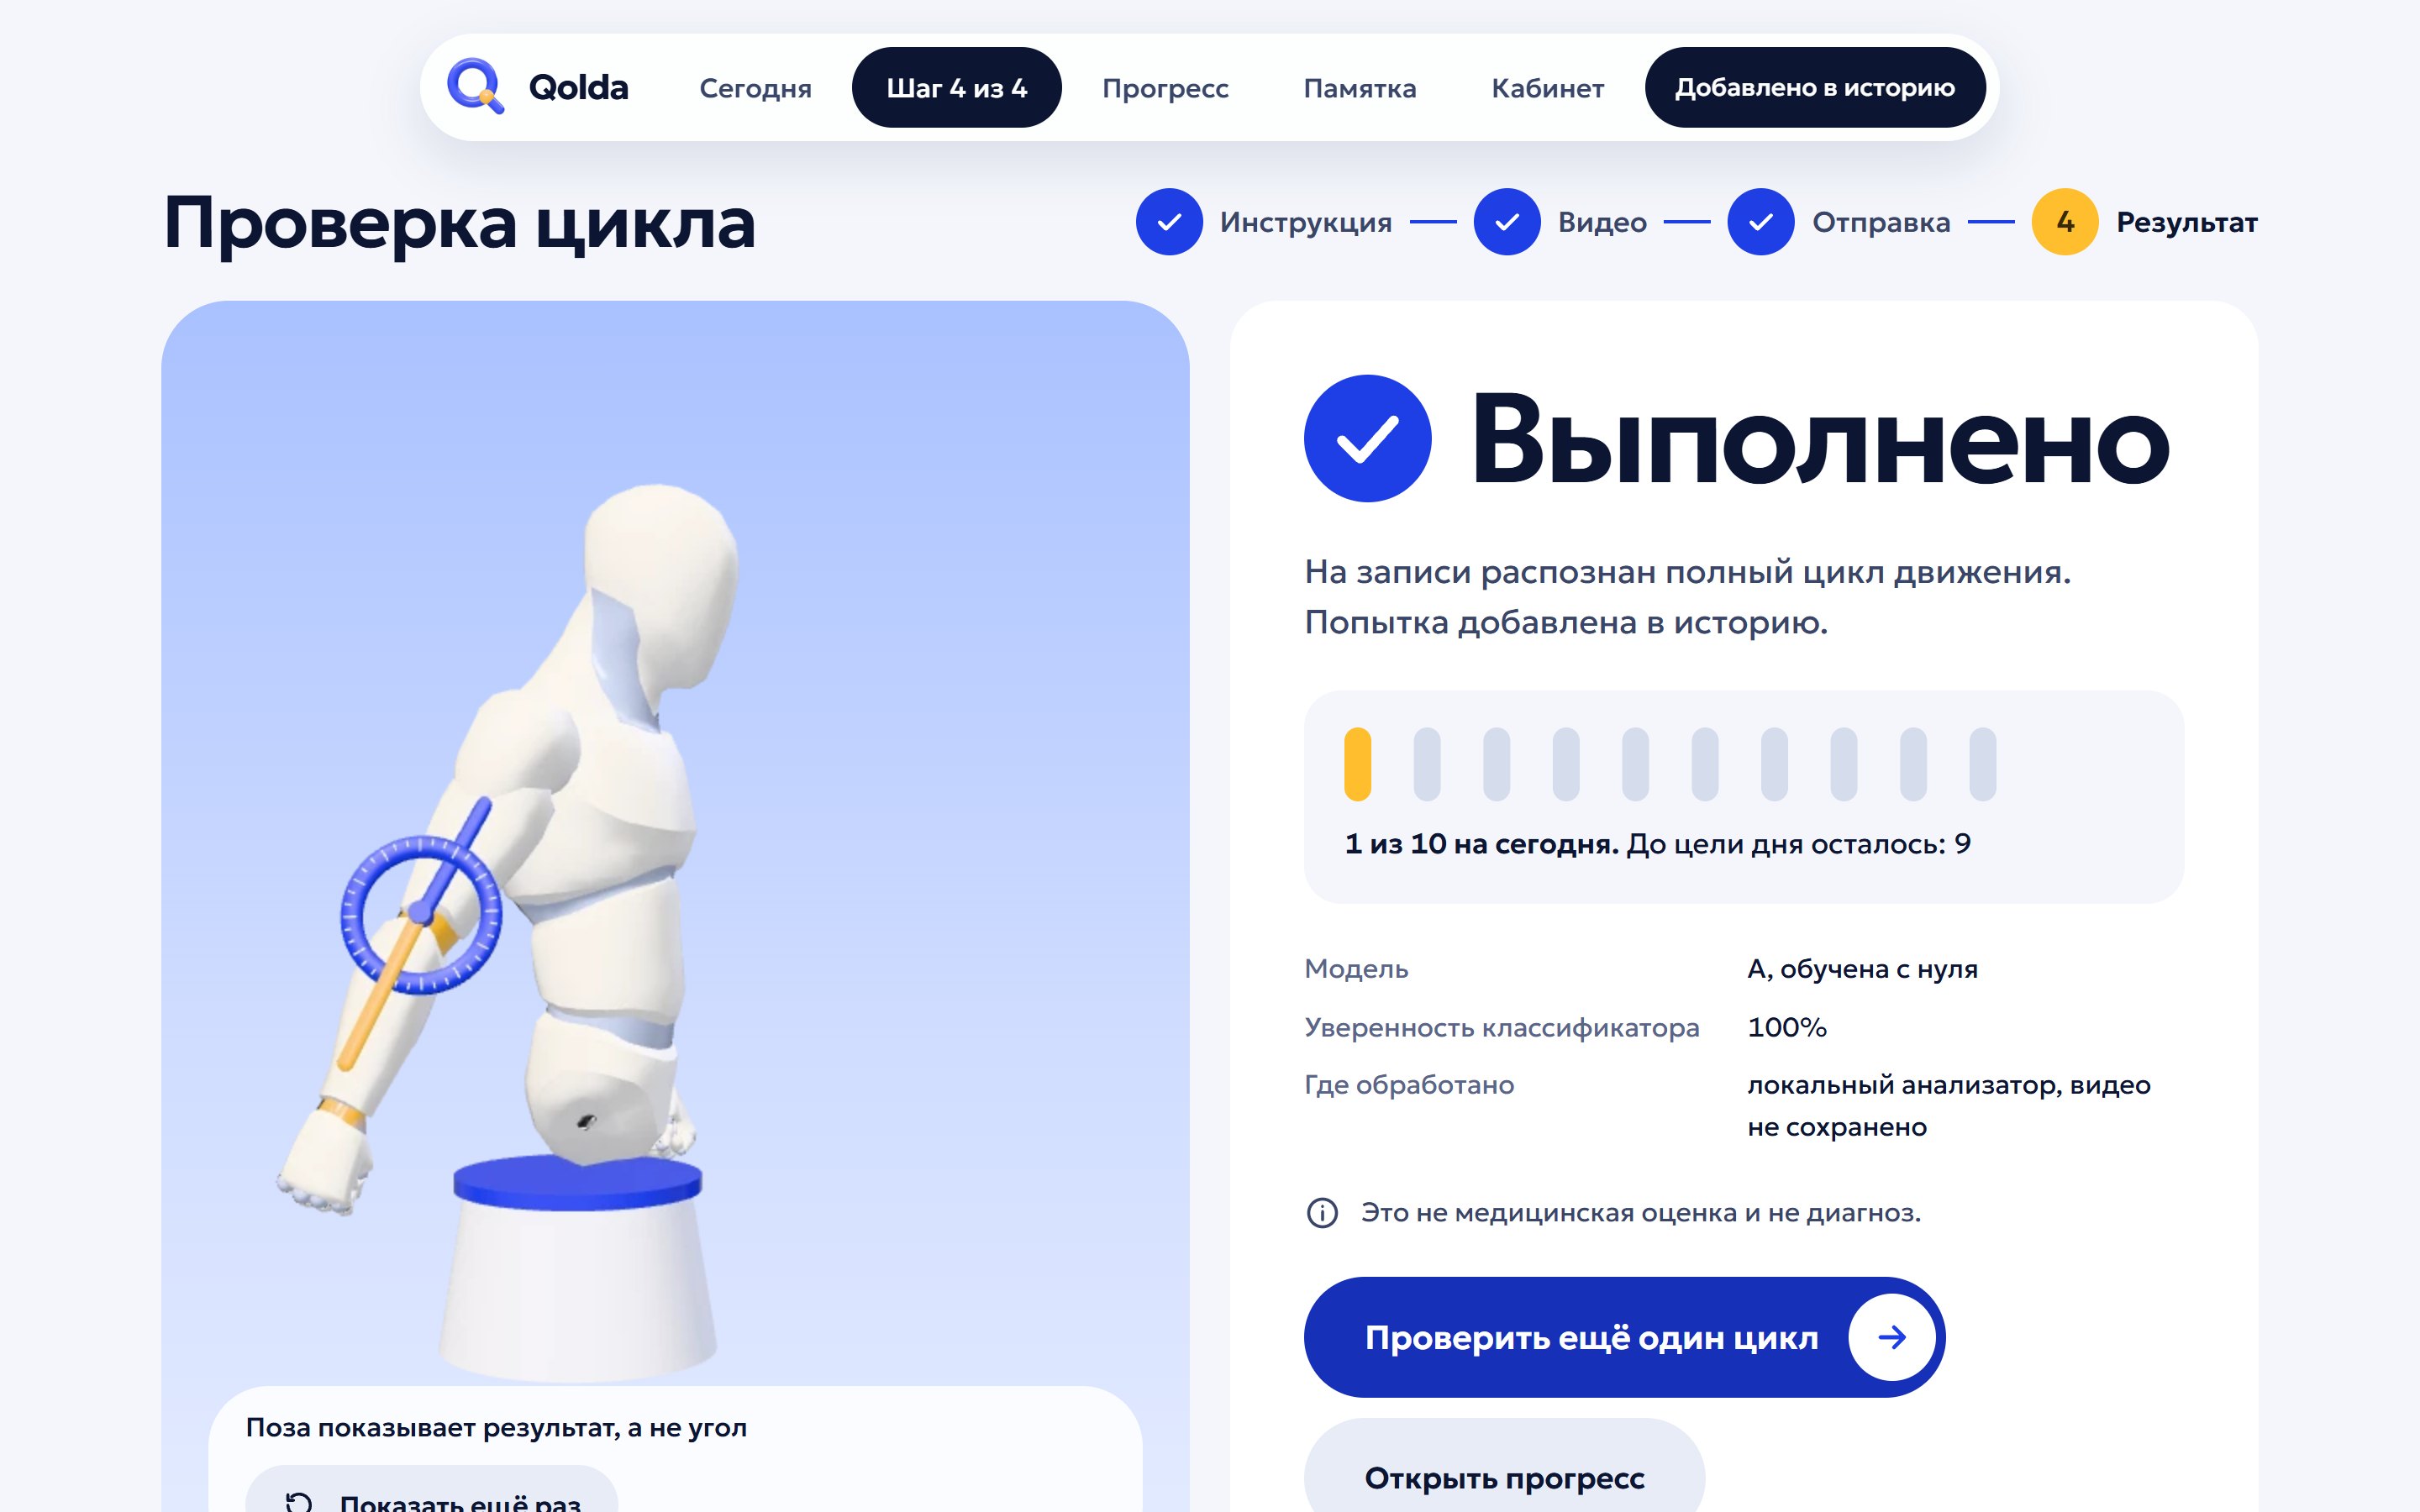 Qolda
Сегодня
Шаг 4 из 4
Прогресс
Памятка
Кабинет
Добавлено в историю
Проверка цикла
Инструкция
Видео
Отправка
4
Результат
Выполнено
На записи распознан полный цикл движения.
Попытка добавлена в историю.
1 из 10 на сегодня. До цели дня осталось: 9
Модель
А, обучена с нуля
Уверенность классификатора
100%
Где обработано
локальный анализатор, видео
не сохранено
Это не медицинская оценка и не диагноз.
Проверить ещё один цикл
Открыть прогресс
Поза показывает результат, а не угол
Показать ещё раз